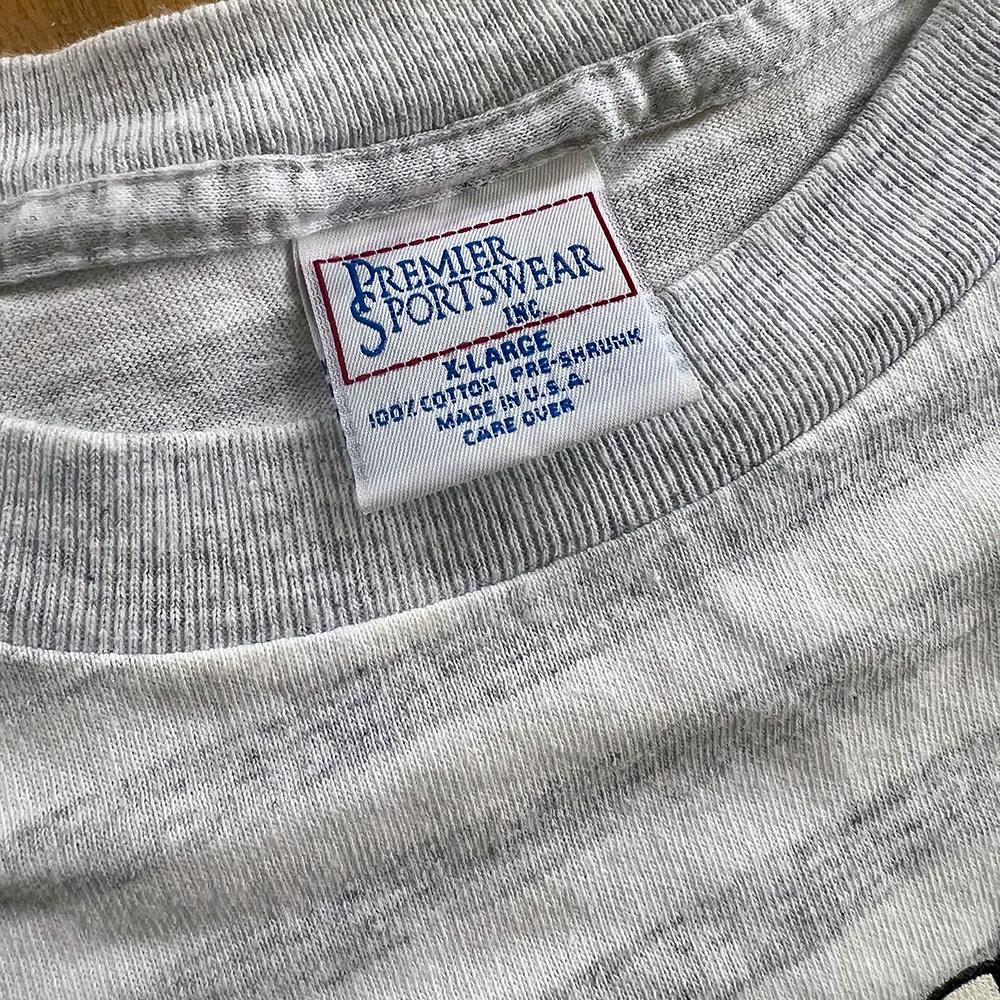 PREMIER
SPORTSWEAR
INC.
X-LARGE
100% COTTON PRE-SHRUNK
MADE IN U.S.A.
CARE OVER